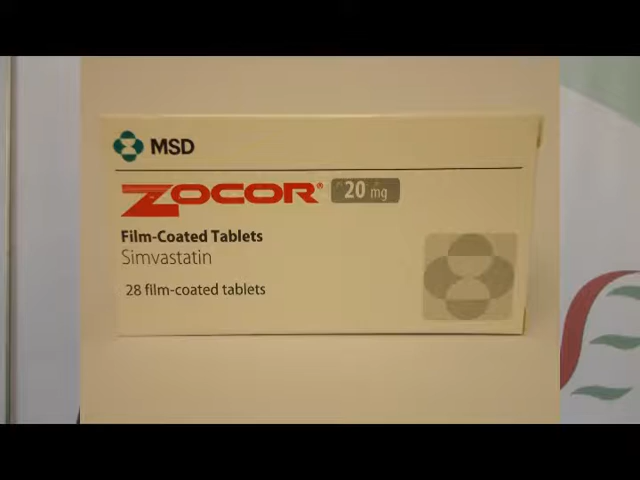 MSD
ZOCOR® 20 mg
Film-Coated Tablets
Simvastatin
28 film-coated tablets